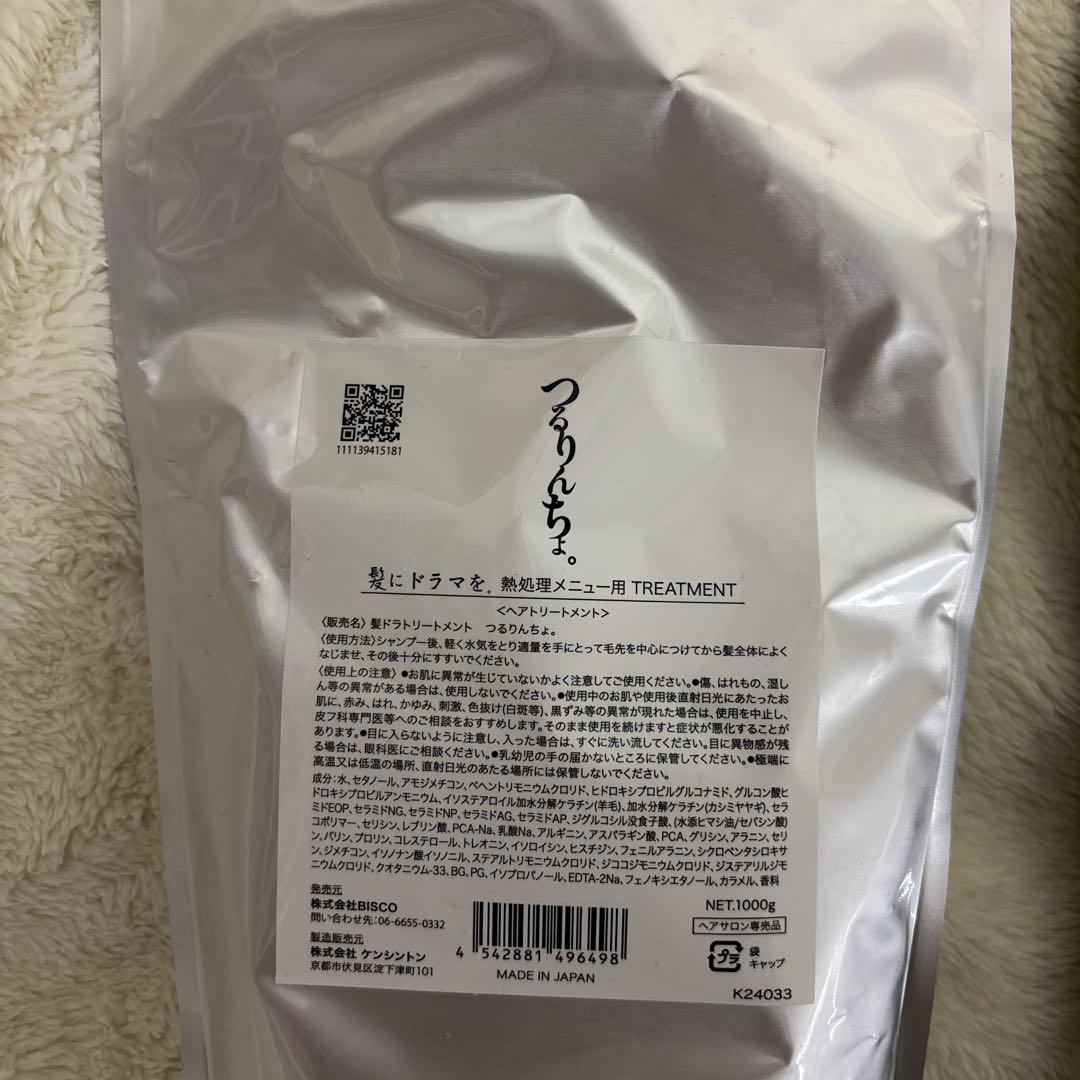 111139415181
つるりんちょ。
髪にドラマを。熱処理メニュー用 TREATMENT
<ヘアトリートメント>
〈販売名〉髪ドラトリートメント つるりんちょ。
〈使用方法〉シャンプー後、軽く水気をとり適量を手にとって毛先を中心につけてから髪全体によく
なじませ、その後十分にすすいでください。
〈使用上の注意〉●お肌に異常が生じていないかよく注意してご使用ください。●傷、はれもの、湿し
ん等の異常がある場合は、使用しないでください。●使用中のお肌や使用後直射日光にあたったお
肌に、赤み、はれ、かゆみ、刺激、色抜け(白斑等)、黒ずみ等の異常が現れた場合は、使用を中止し、
皮フ科専門医等へのご相談をおすすめします。そのまま使用を続けますと症状が悪化することが
あります。●目に入らないように注意し、入った場合は、すぐに洗い流してください。目に異物感が残
る場合は、眼科医にご相談ください。●乳幼児の手の届かないところに保管してください。●極端に
高温又は低温の場所、直射日光のあたる場所には保管しないでください。
成分:水、セタノール、アモジメチコン、ベヘントリモニウムクロリド、ヒドロキシプロピルグルコナミド、グルコン酸ヒ
ドロキシプロピルアンモニウム、イソステアロイル加水分解ケラチン(羊毛)、加水分解ケラチン(カシミヤヤギ)、セラ
ミドEOP、セラミドNG、セラミドNP、セラミドAG、セラミドAP、ジグルコシル没食子酸、(水添ヒマシ油/セバシン酸)
コポリマー、セリシン、レブリン酸、PCA-Na、乳酸Na、アルギニン、アスパラギン酸、PCA、グリシン、アラニン、セリ
ン、バリン、プロリン、コレステロール、トレオニン、イソロイシン、ヒスチジン、フェニルアラニン、シクロペンタシロキサ
ン、ジメチコン、イソノナン酸イソノニル、ステアルトリモニウムクロリド、ジココジモニウムクロリド、ジステアリルジモ
ニウムクロリド、クオタニウム-33、BG、PG、イソプロパノール、EDTA-2Na、フェノキシエタノール、カラメル、香料
発売元
株式会社BISCO
問い合わせ先:06-6655-0332
製造販売元
株式会社 ケンシントン
京都市伏見区淀下津町101
4 542881 496498
MADE IN JAPAN
NET.1000g
ヘアサロン専売品
プラ
袋
キャップ
K24033